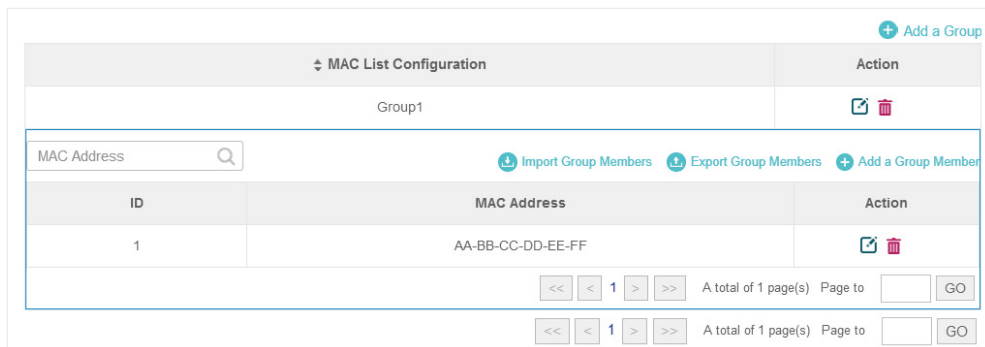 Add a Group
MAC List Configuration Action
Group1
MAC Address Import Group Members Export Group Members Add a Group Member
ID MAC Address Action
1 AA-BB-CC-DD-EE-FF
<< < 1 > >> A total of 1 page(s) Page to GO
<< < 1 > >> A total of 1 page(s) Page to GO